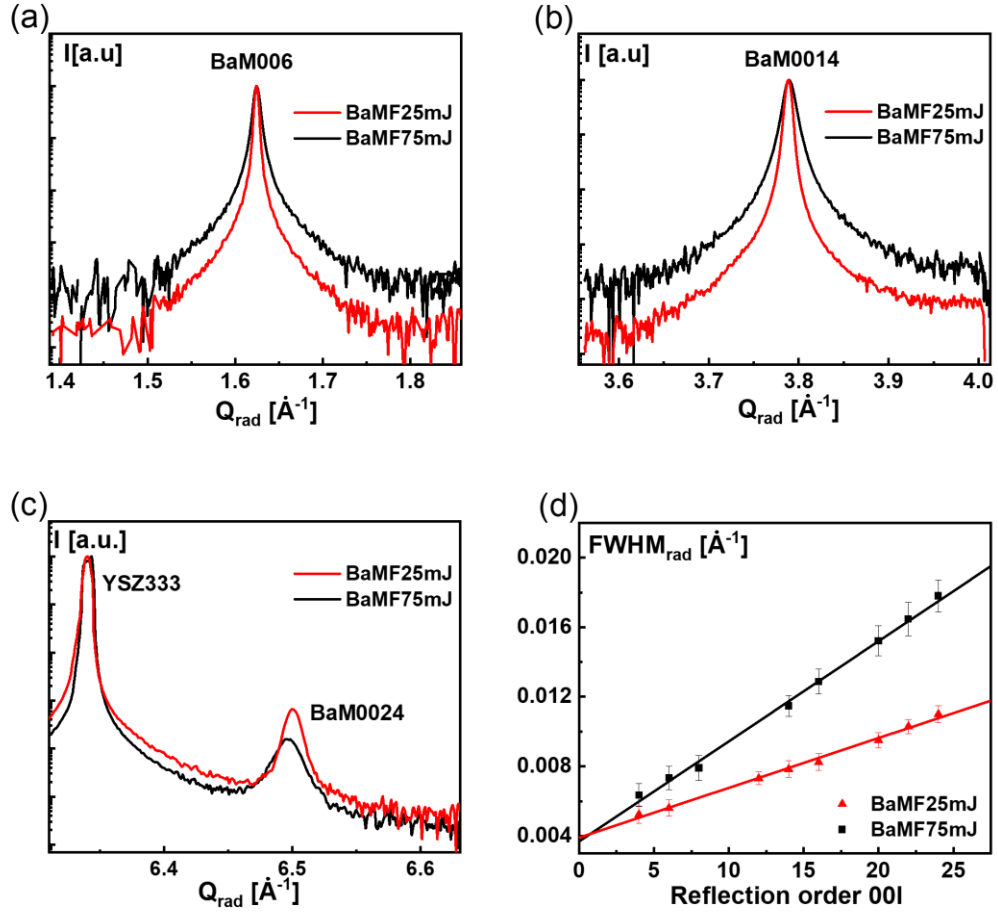 (a)
I[a.u]
BaM006
BaMF25mJ
BaMF75mJ
1.4 1.5 1.6 1.7 1.8
Qrad [Å-1]
(b)
I [a.u]
BaM0014
BaMF25mJ
BaMF75mJ
3.6 3.7 3.8 3.9 4.0
Qrad [Å-1]
(c)
I [a.u.]
YSZ333
BaMF25mJ
BaMF75mJ
BaM0024
6.4 6.5 6.6
Qrad [Å-1]
(d)
FWHMrad [Å-1]
0.020
0.016
0.012
0.008
0.004
BaMF25mJ
BaMF75mJ
0 5 10 15 20 25
Reflection order 00l